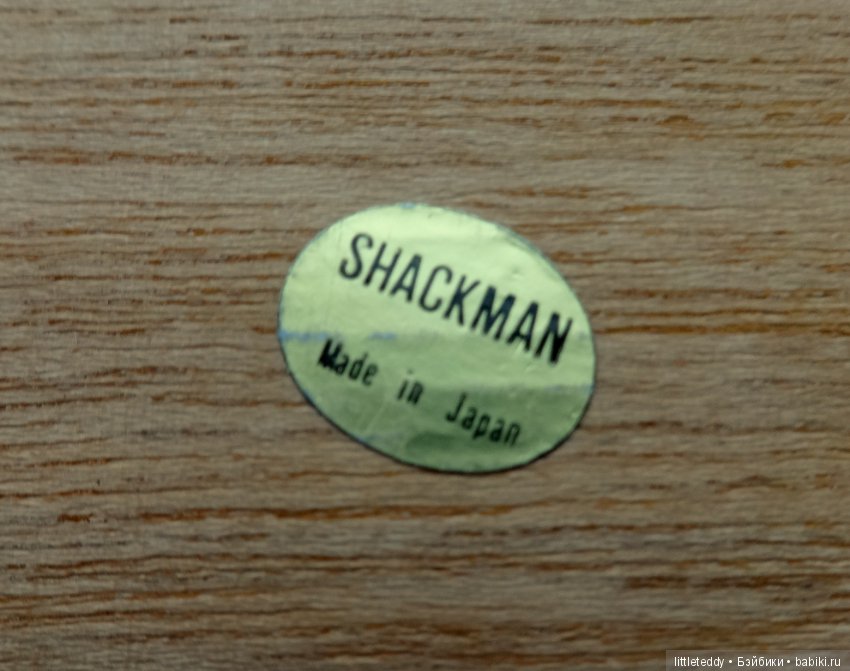 SHACKMAN
Made in Japan
littleteddy • Бэйбики • babiki.ru